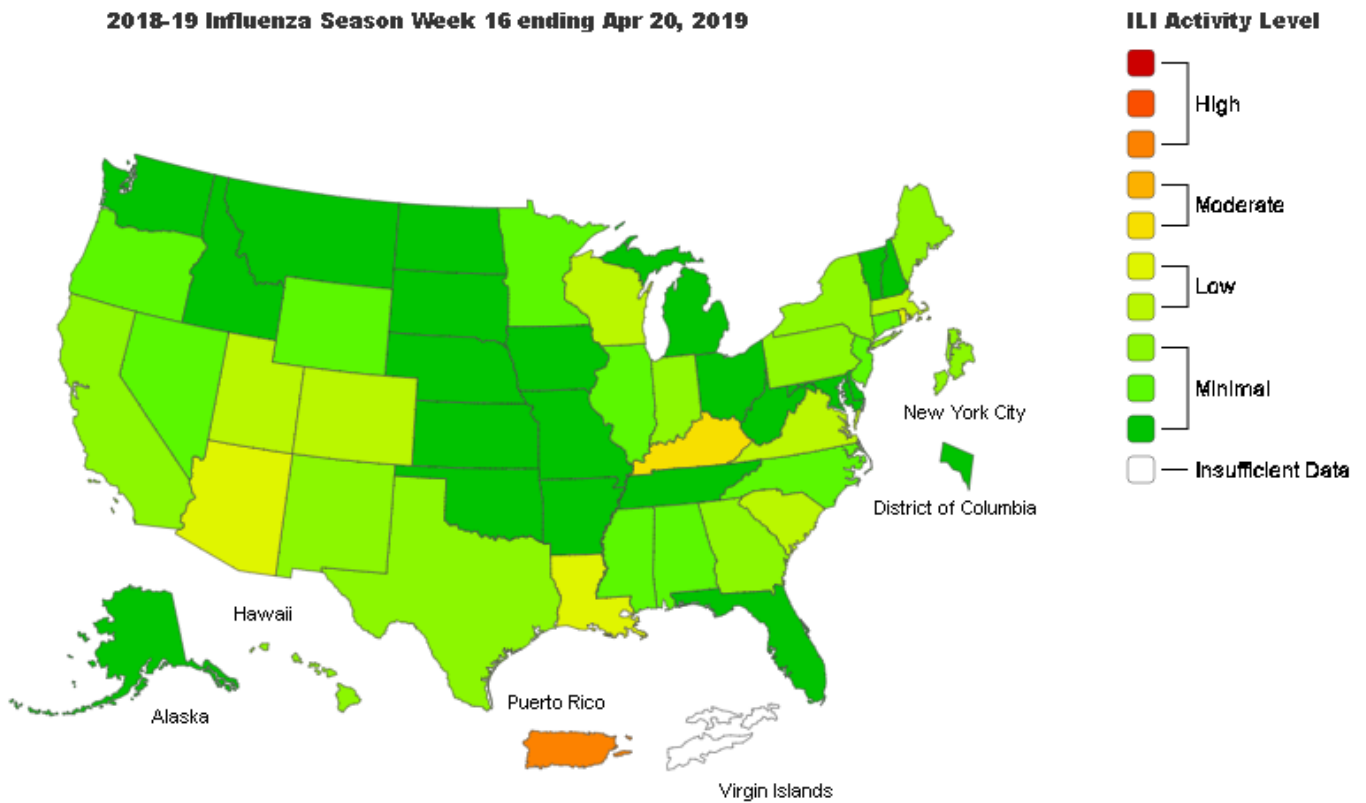 2018-19 Influenza Season Week 16 ending Apr 20, 2019
ILI Activity Level
High
Moderate
Low
Minimal
Insufficient Data
New York City
District of Columbia
Hawaii
Alaska
Puerto Rico
Virgin Islands